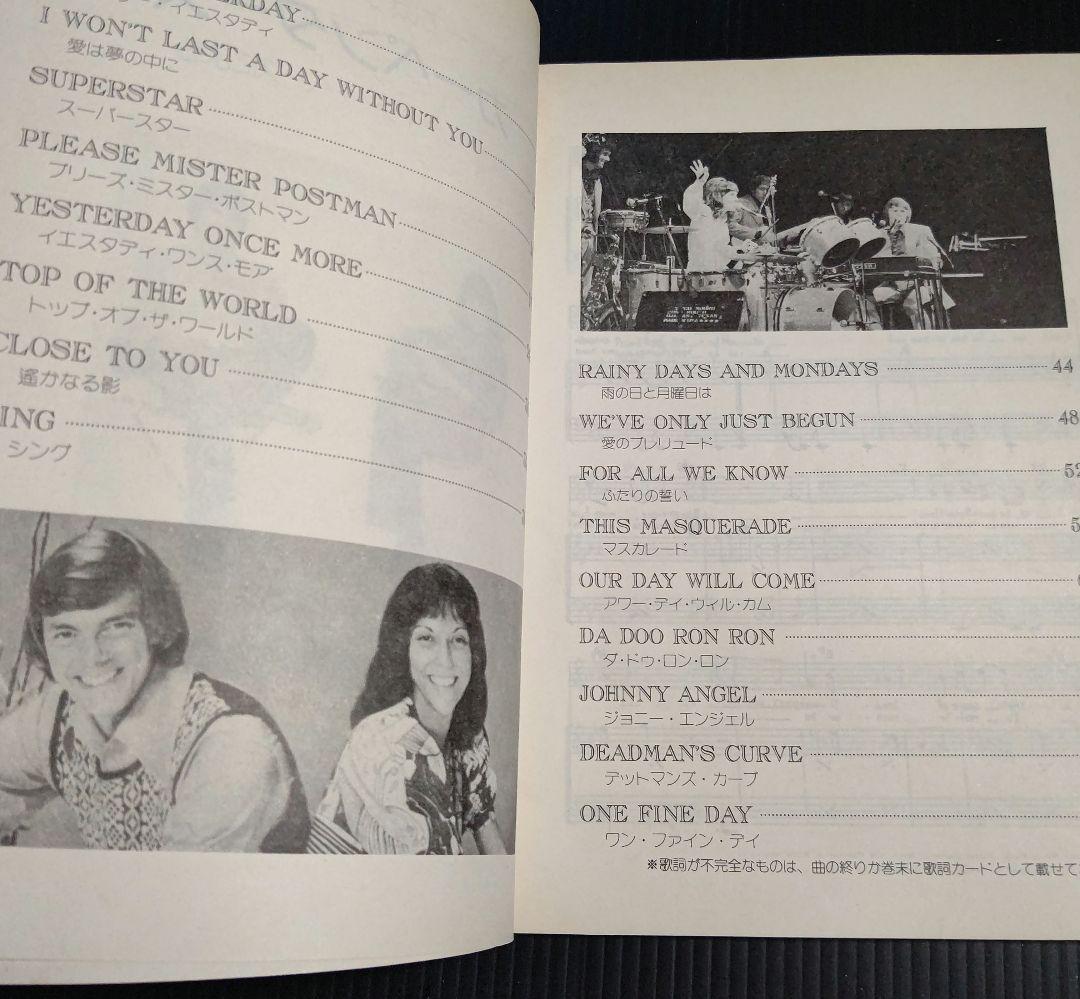 イエスタディ
I WON'T LAST A DAY WITHOUT YOU
愛は夢の中に
SUPERSTAR
スーパースター
PLEASE MISTER POSTMAN
プリーズ・ミスター・ポストマン
YESTERDAY ONCE MORE
イエスタディ・ワンス・モア
TOP OF THE WORLD
トップ・オブ・ザ・ワールド
CLOSE TO YOU
遙かなる影
ING
シング
RAINY DAYS AND MONDAYS 44
雨の日と月曜日は
WE'VE ONLY JUST BEGUN 48
愛のプレリュード
FOR ALL WE KNOW 52
ふたりの誓い
THIS MASQUERADE 5
マスカレード
OUR DAY WILL COME
アワー・デイ・ウィル・カム
DA DOO RON RON
ダ・ドゥ・ロン・ロン
JOHNNY ANGEL
ジョニー・エンジェル
DEADMAN'S CURVE
デットマンズ・カーブ
ONE FINE DAY
ワン・ファイン・デイ
※歌詞が不完全なものは、曲の終りか巻末に歌詞カードとして載せて